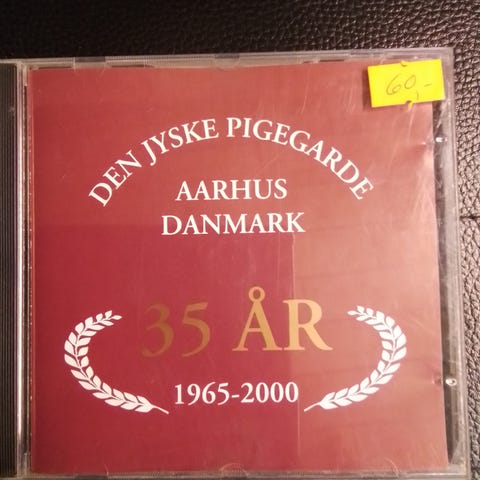 60,-
DEN JYSKE PIGEGARDE
AARHUS
DANMARK
35 ÅR
1965-2000